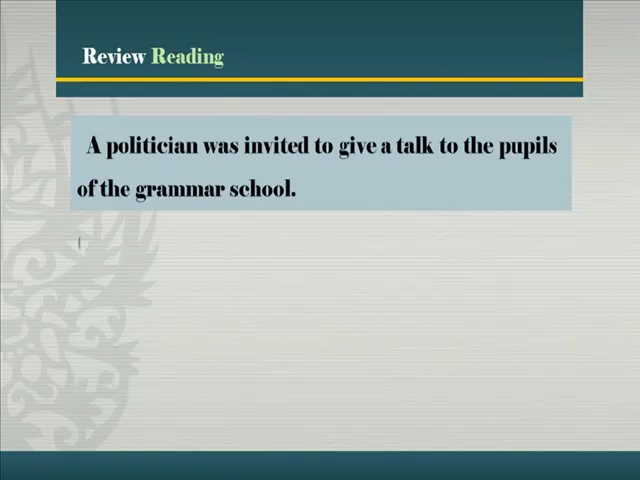 Review Reading
A politician was invited to give a talk to the pupils
of the grammar school.